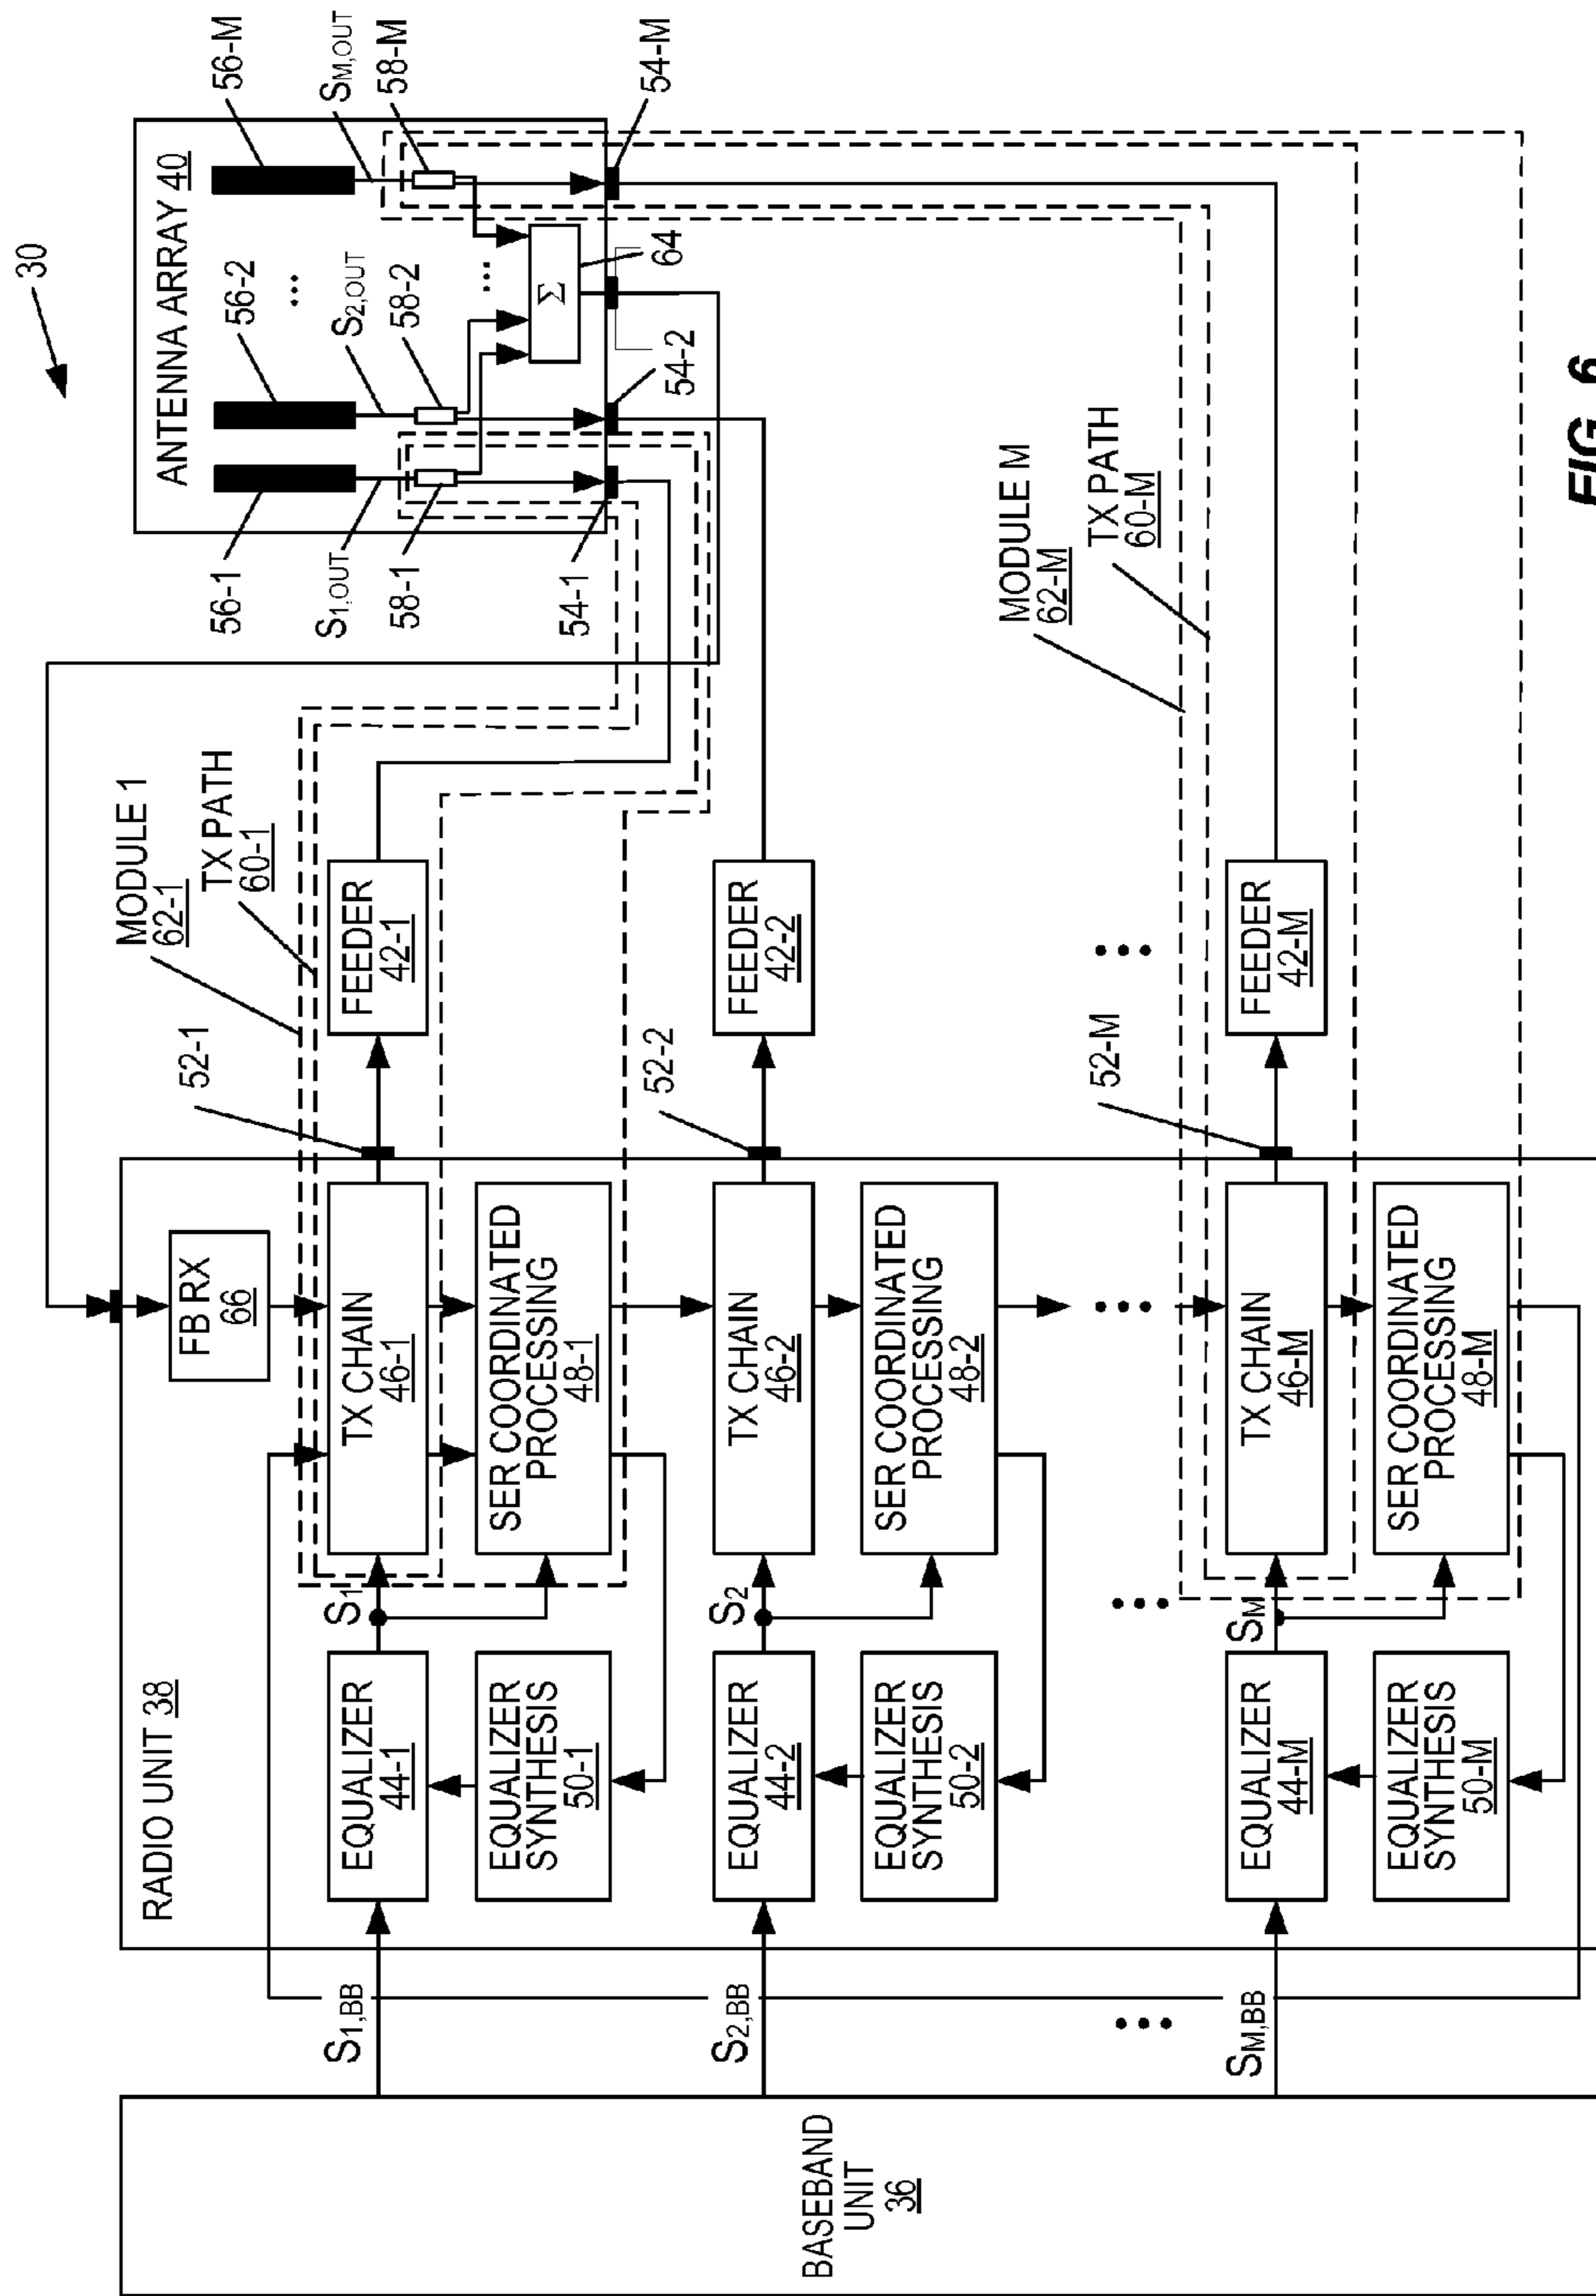 30
BASEBAND
UNIT
36
S1,BB
S2,BB
SM,BB
...
RADIO UNIT 38
EQUALIZER
44-1
EQUALIZER
SYNTHESIS
50-1
EQUALIZER
44-2
EQUALIZER
SYNTHESIS
50-2
EQUALIZER
44-M
EQUALIZER
SYNTHESIS
50-M
S1
S2
...
SM
FB RX
66
TX CHAIN
46-1
SER COORDINATED
PROCESSING
48-1
TX CHAIN
46-2
SER COORDINATED
PROCESSING
48-2
...
TX CHAIN
46-M
SER COORDINATED
PROCESSING
48-M
52-1
52-2
52-M
MODULE 1
62-1
TX PATH
60-1
FEEDER
42-1
FEEDER
42-2
...
FEEDER
42-M
MODULE M
62-M
TX PATH
60-M
ANTENNA ARRAY 40
56-1
S1,OUT
58-1
54-1
56-2
S2,OUT
58-2
54-2
...
...
Σ
64
56-M
SM,OUT
58-M
54-M
FIG. 6